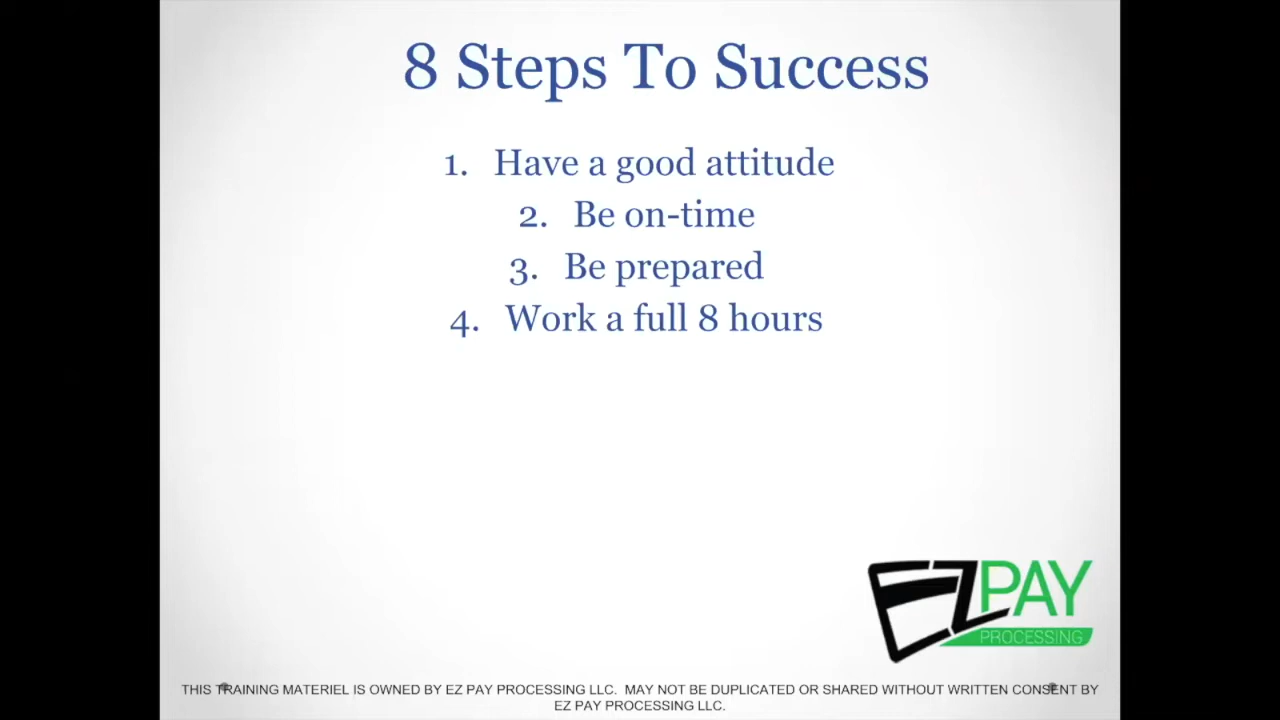 8 Steps To Success
1. Have a good attitude
2. Be on-time
3. Be prepared
4. Work a full 8 hours
EZPAY
PROCESSING
THIS TRAINING MATERIEL IS OWNED BY EZ PAY PROCESSING LLC. MAY NOT BE DUPLICATED OR SHARED WITHOUT WRITTEN CONSENT BY
EZ PAY PROCESSING LLC.